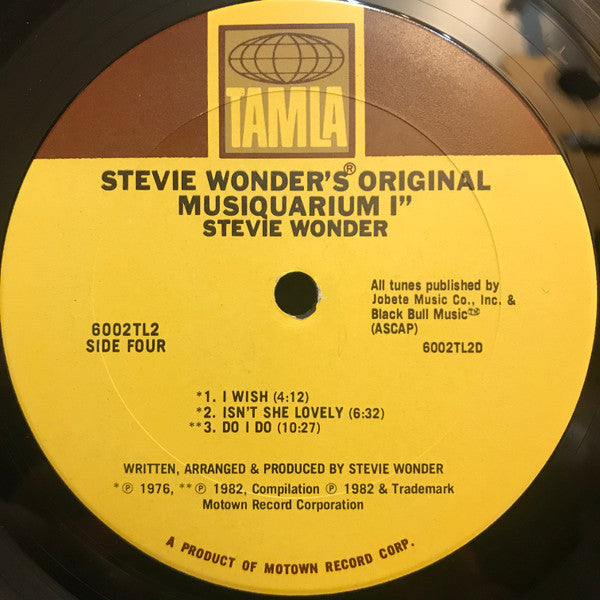 TAMLA
STEVIE WONDER'S® ORIGINAL
MUSIQUARIUM I"
STEVIE WONDER
All tunes published by
Jobete Music Co., Inc. &
Black Bull Music™
(ASCAP)
6002TL2
SIDE FOUR
6002TL2D
*1. I WISH (4:12)
*2. ISN'T SHE LOVELY (6:32)
**3. DO I DO (10:27)
WRITTEN, ARRANGED & PRODUCED BY STEVIE WONDER
*℗ 1976, **℗ 1982, Compilation ℗ 1982 & Trademark
Motown Record Corporation
A PRODUCT OF MOTOWN RECORD CORP.